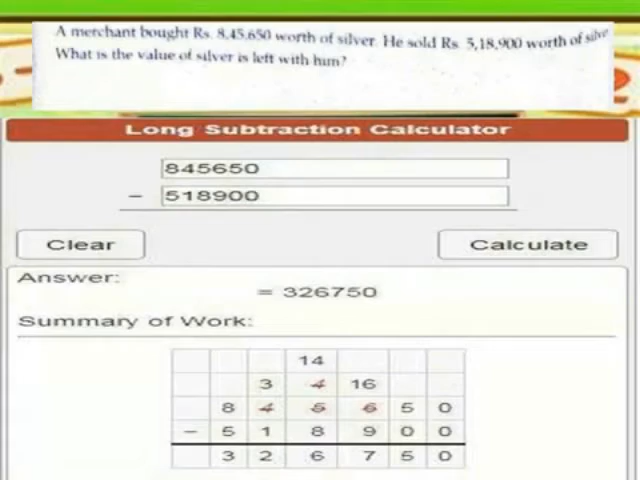 A merchant bought Rs. 8,45,650 worth of silver. He sold Rs. 5,18,900 worth of silve
What is the value of silver is left with him?
Long Subtraction Calculator
845650
– 518900
Clear Calculate
Answer:
= 326750
Summary of Work:
14
3 4 16
8 4 5 6 5 0
– 5 1 8 9 0 0
3 2 6 7 5 0